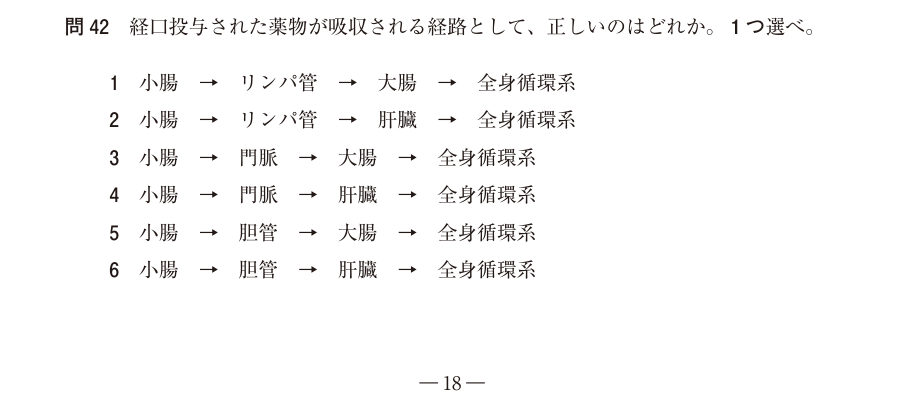 問 42　経口投与された薬物が吸収される経路として、正しいのはどれか。1つ選べ。
1　小腸　→　リンパ管　→　大腸　→　全身循環系
2　小腸　→　リンパ管　→　肝臓　→　全身循環系
3　小腸　→　門脈　→　大腸　→　全身循環系
4　小腸　→　門脈　→　肝臓　→　全身循環系
5　小腸　→　胆管　→　大腸　→　全身循環系
6　小腸　→　胆管　→　肝臓　→　全身循環系
― 18 ―